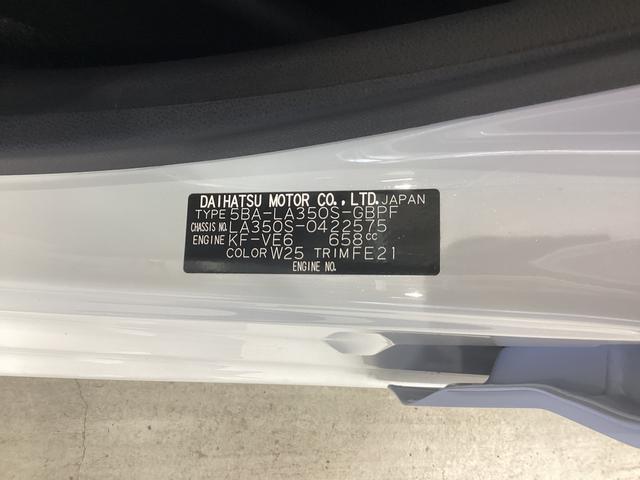 DAIHATSU MOTOR CO., LTD. JAPAN
TYPE 5BA-LA350S-GBPF
CHASSIS NO. LA350S-0422575
ENGINE KF-VE6 658cc
COLOR W25 TRIM FE21
ENGINE NO.